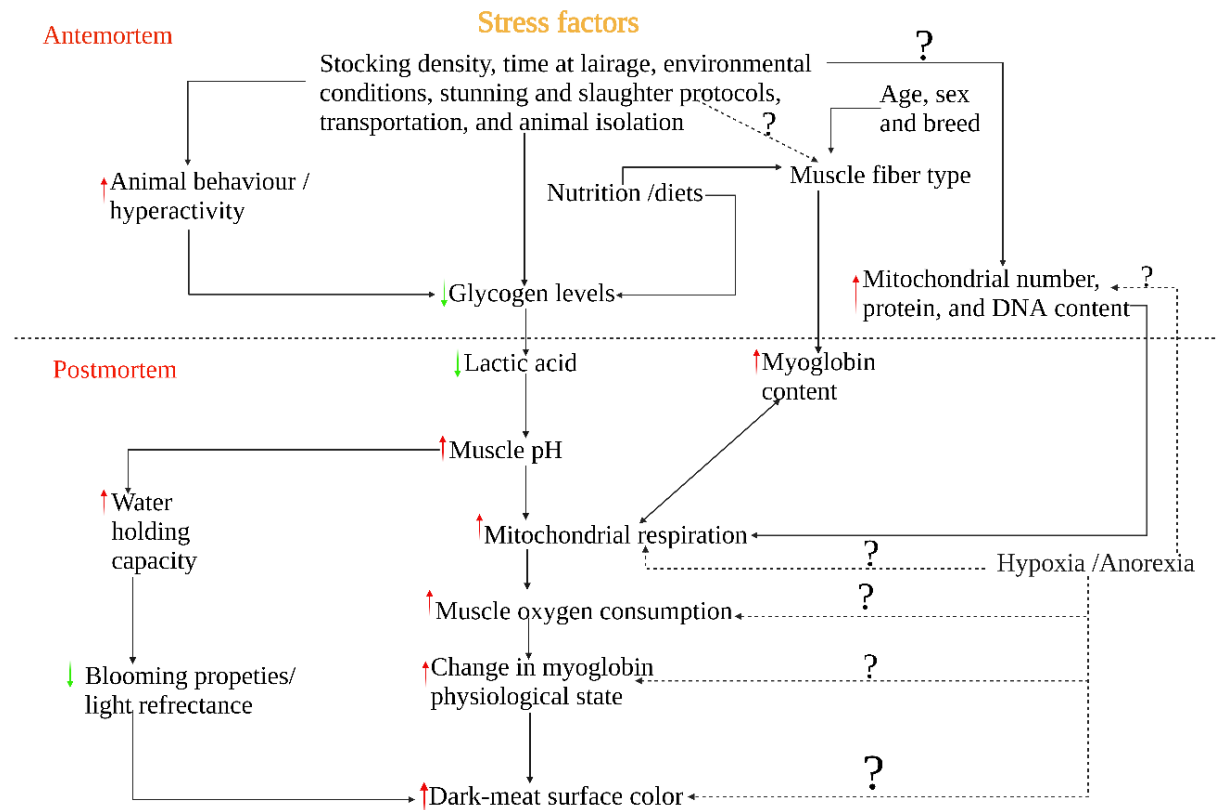 Stress factors
Antemortem
?
Stocking density, time at lairage, environmental
conditions, stunning and slaughter protocols,
transportation, and animal isolation
?
Age, sex
and breed
Animal behaviour /
hyperactivity
Nutrition /diets
Muscle fiber type
Glycogen levels
Mitochondrial number,
protein, and DNA content
?
Postmortem
Lactic acid
Myoglobin
content
Muscle pH
Water
holding
capacity
Mitochondrial respiration
?
Hypoxia /Anorexia
Muscle oxygen consumption
?
Blooming propeties/
light refrectance
Change in myoglobin
physiological state
?
Dark-meat surface color
?